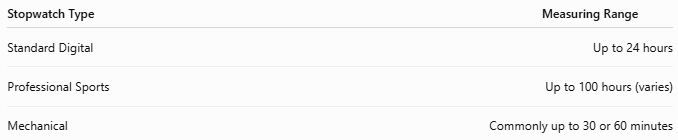 Stopwatch Type Measuring Range
Standard Digital Up to 24 hours
Professional Sports Up to 100 hours (varies)
Mechanical Commonly up to 30 or 60 minutes